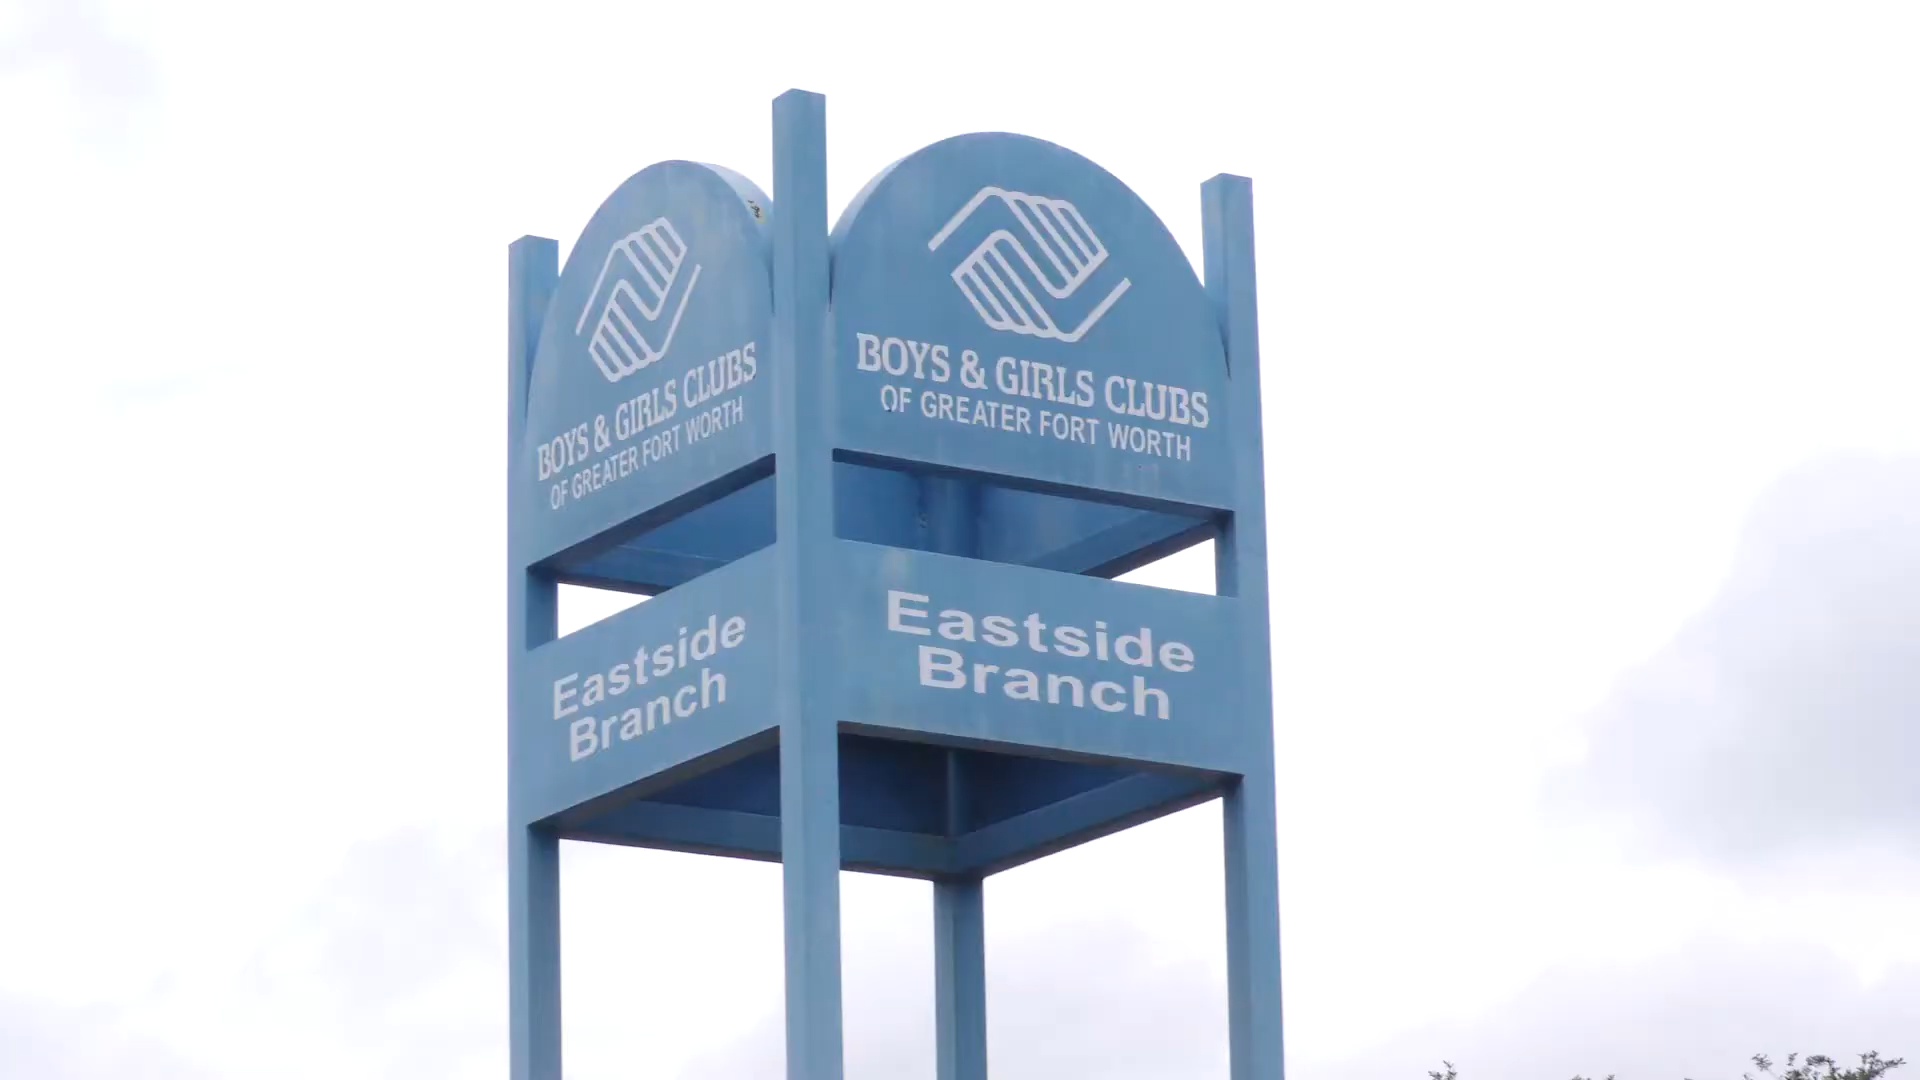 BOYS & GIRLS CLUBS
OF GREATER FORT WORTH
Eastside
Branch
BOYS & GIRLS CLUBS
OF GREATER FORT WORTH
Eastside
Branch